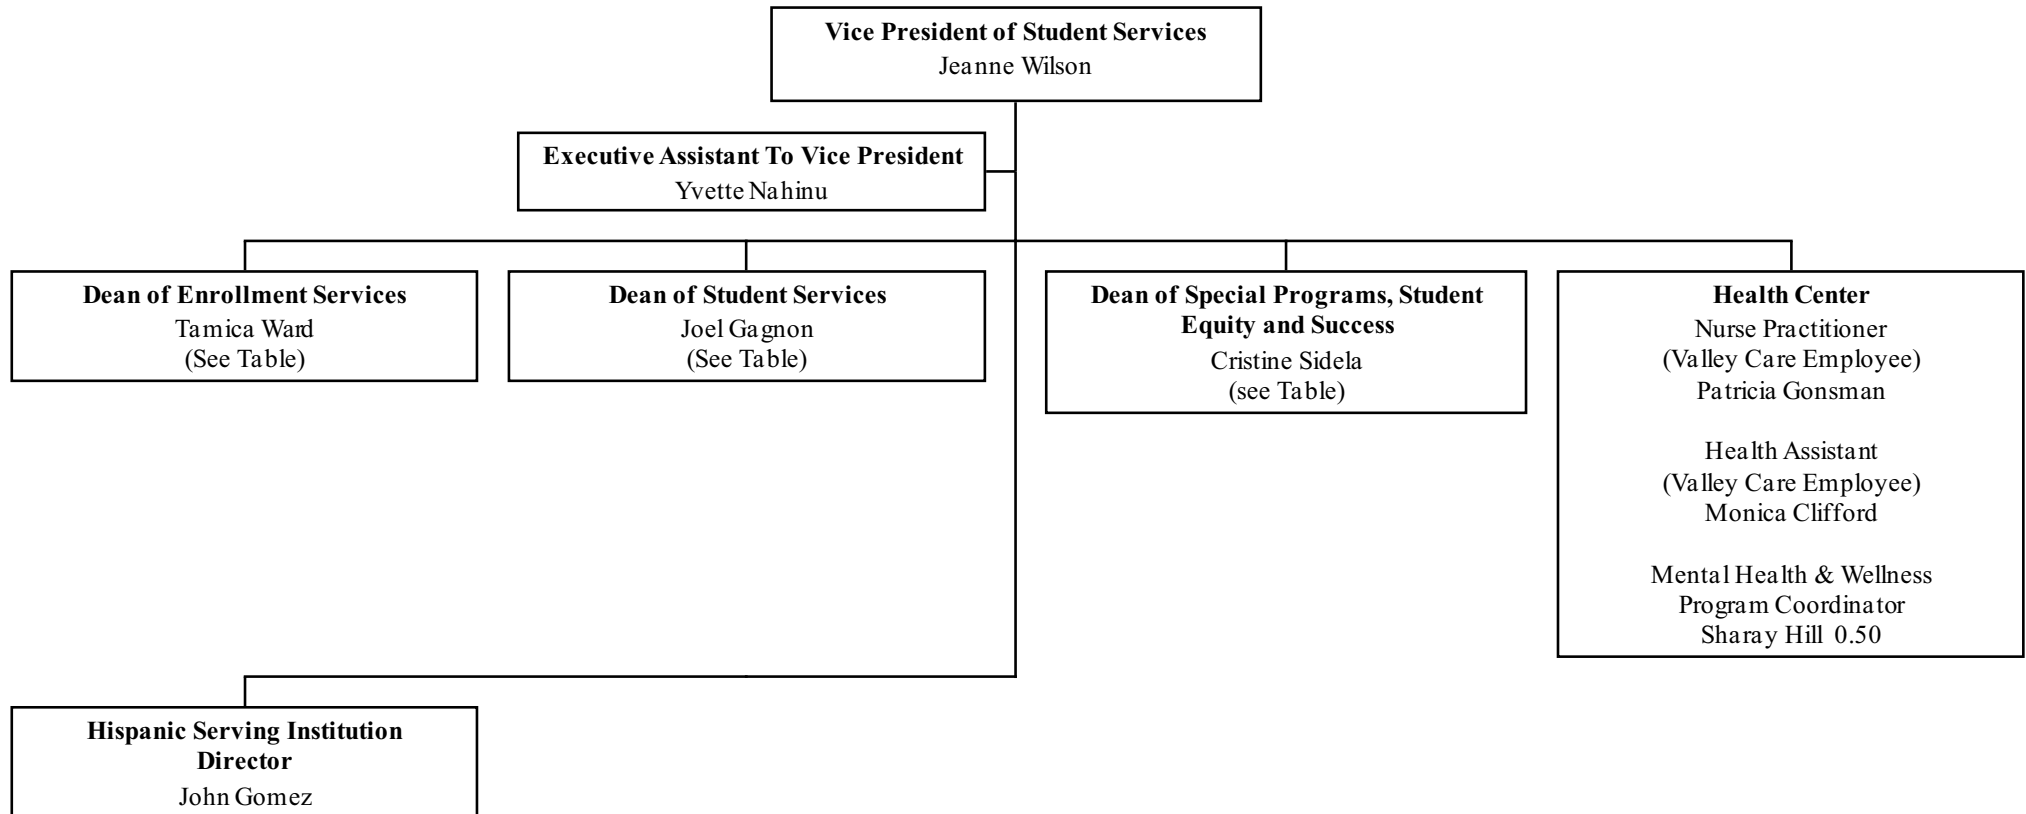 Vice President of Student Services
Jeanne Wilson
Executive Assistant To Vice President
Yvette Nahinu
Dean of Enrollment Services
Tamica Ward
(See Table)
Dean of Student Services
Joel Gagnon
(See Table)
Dean of Special Programs, Student
Equity and Success
Cristine Sidela
(see Table)
Health Center
Nurse Practitioner
(Valley Care Employee)
Patricia Gonsman
Health Assistant
(Valley Care Employee)
Monica Clifford
Mental Health & Wellness
Program Coordinator
Sharay Hill 0.50
Hispanic Serving Institution
Director
John Gomez